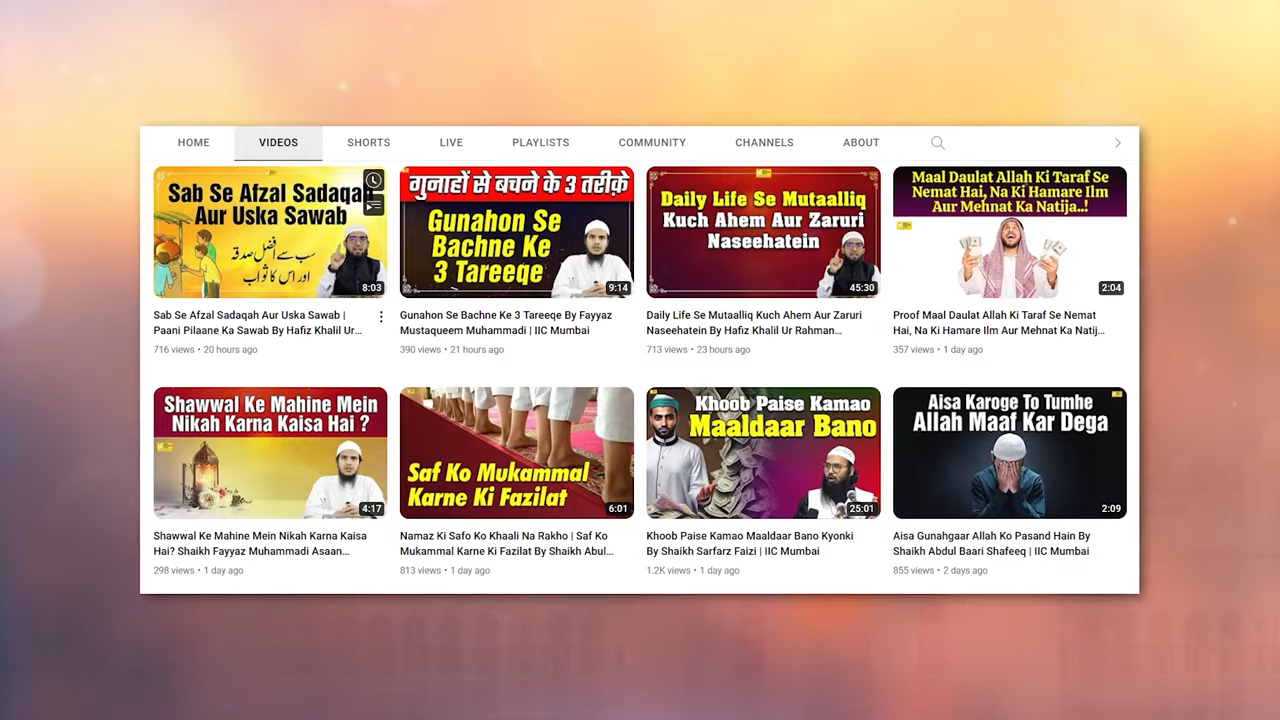 HOME VIDEOS SHORTS LIVE PLAYLISTS COMMUNITY CHANNELS ABOUT
Sab Se Afzal Sadaqah
Aur Uska Sawab
سب سے افضل صدقہ
اور اس کا ثواب
8:03
Sab Se Afzal Sadaqah Aur Uska Sawab |
Paani Pilaane Ka Sawab By Hafiz Khalil Ur...
716 views • 20 hours ago
गुनाहों से बचने के 3 तरीक़े
Gunahon Se
Bachne Ke
3 Tareeqe
9:14
Gunahon Se Bachne Ke 3 Tareeqe By Fayyaz
Mustaqueem Muhammadi | IIC Mumbai
390 views • 21 hours ago
Daily Life Se Mutaalliq
Kuch Ahem Aur Zaruri
Naseehatein
45:30
Daily Life Se Mutaalliq Kuch Ahem Aur Zaruri
Naseehatein By Hafiz Khalil Ur Rahman...
713 views • 23 hours ago
Maal Daulat Allah Ki Taraf Se
Nemat Hai, Na Ki Hamare Ilm
Aur Mehnat Ka Natija..!
2:04
Proof Maal Daulat Allah Ki Taraf Se Nemat
Hai, Na Ki Hamare Ilm Aur Mehnat Ka Natij...
357 views • 1 day ago
Shawwal Ke Mahine Mein
Nikah Karna Kaisa Hai ?
4:17
Shawwal Ke Mahine Mein Nikah Karna Kaisa
Hai? Shaikh Fayyaz Muhammadi Asaan...
298 views • 1 day ago
Saf Ko Mukammal
Karne Ki Fazilat
6:01
Namaz Ki Safo Ko Khaali Na Rakho | Saf Ko
Mukammal Karne Ki Fazilat By Shaikh Abul...
813 views • 1 day ago
Khoob Paise Kamao
Maaldaar Bano
25:01
Khoob Paise Kamao Maaldaar Bano Kyonki
By Shaikh Sarfarz Faizi | IIC Mumbai
1.2K views • 1 day ago
Aisa Karoge To Tumhe
Allah Maaf Kar Dega
2:09
Aisa Gunahgaar Allah Ko Pasand Hain By
Shaikh Abdul Baari Shafeeq | IIC Mumbai
855 views • 2 days ago